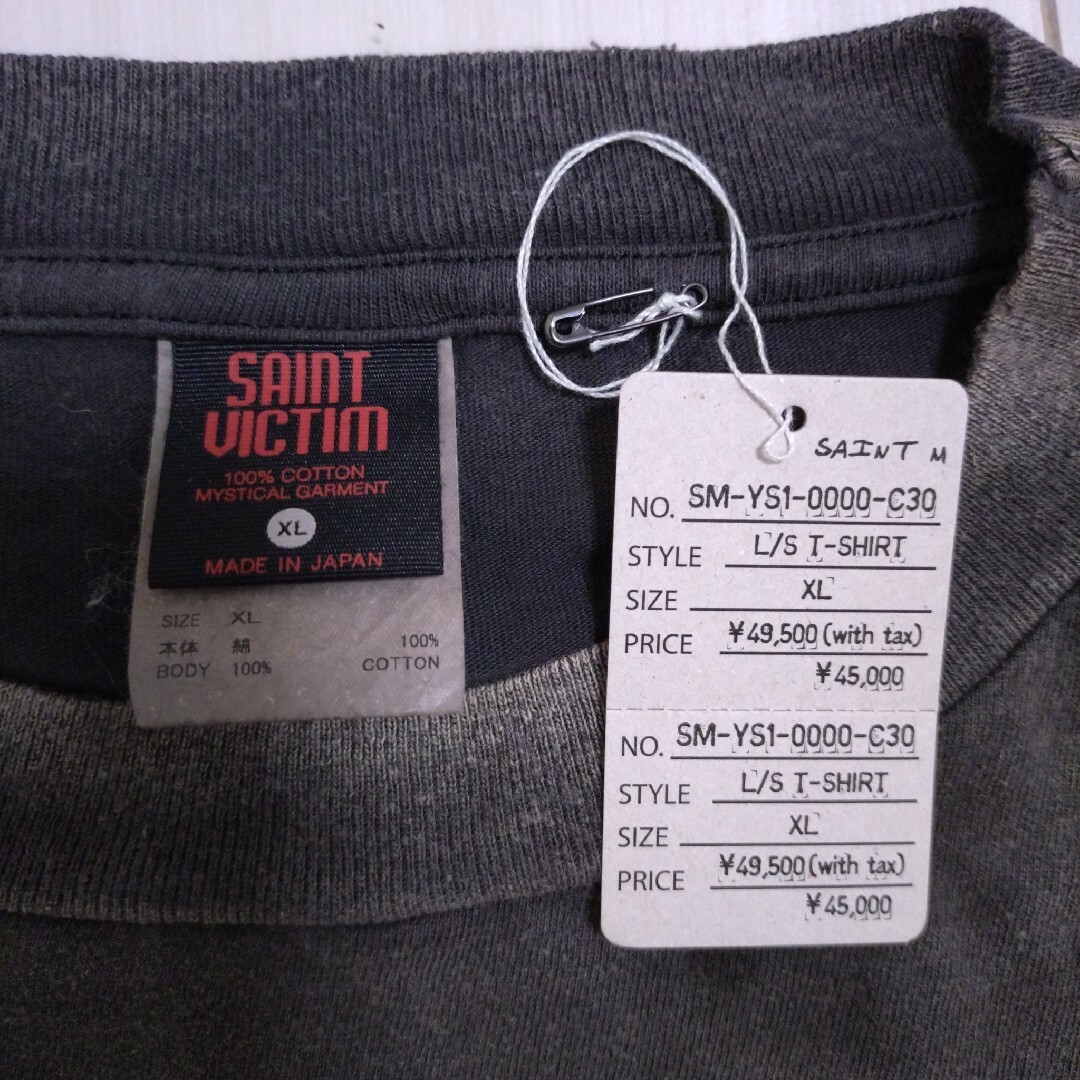 SAINT
VICTIM
100% COTTON
MYSTICAL GARMENT
XL
MADE IN JAPAN
SIZE XL
本体 綿 100%
BODY 100% COTTON
SAINT M
NO. SM-YS1-0000-C30
STYLE L/S T-SHIRT
SIZE XL
PRICE ¥49,500(with tax)
¥45,000
NO. SM-YS1-0000-C30
STYLE L/S T-SHIRT
SIZE XL
PRICE ¥49,500(with tax)
¥45,000